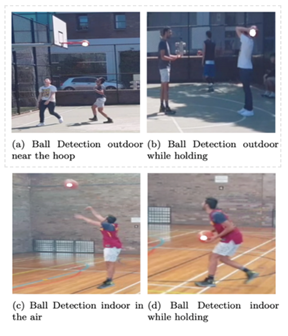 (a) Ball Detection outdoor
near the hoop
(b) Ball Detection outdoor
while holding
(c) Ball Detection indoor in
the air
(d) Ball Detection indoor
while holding